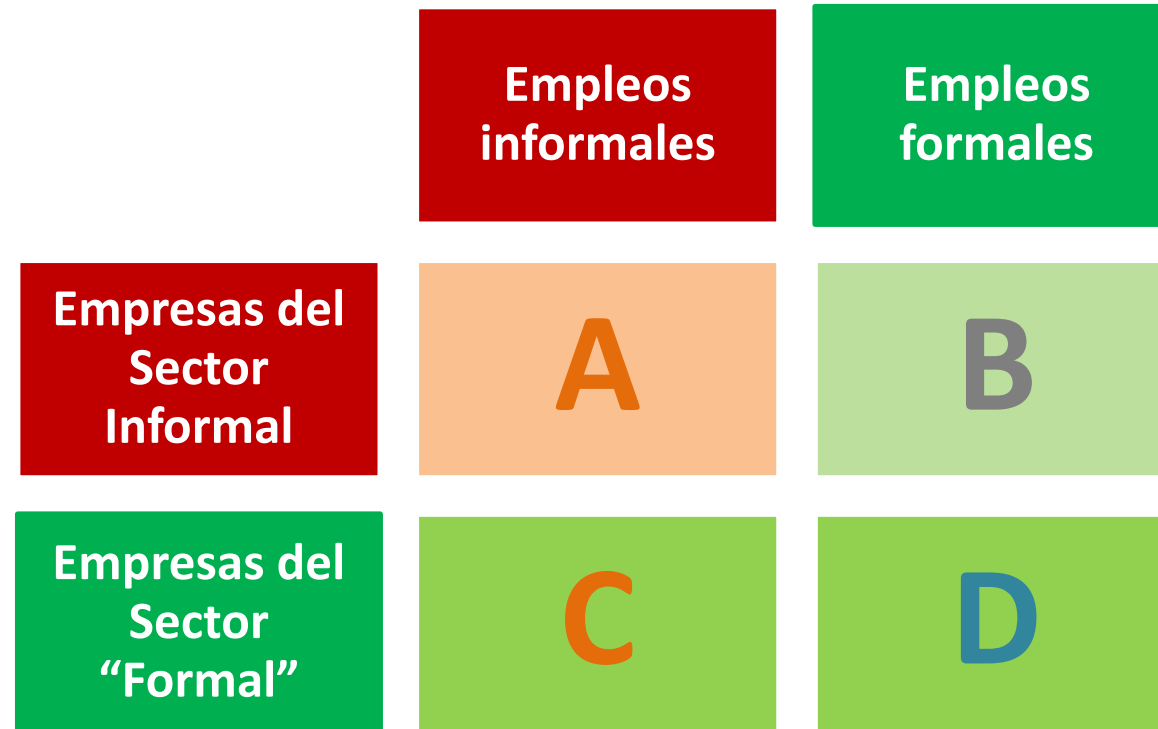 Empleos
informales
Empleos
formales
Empresas del
Sector
Informal
A
B
Empresas del
Sector
“Formal”
C
D